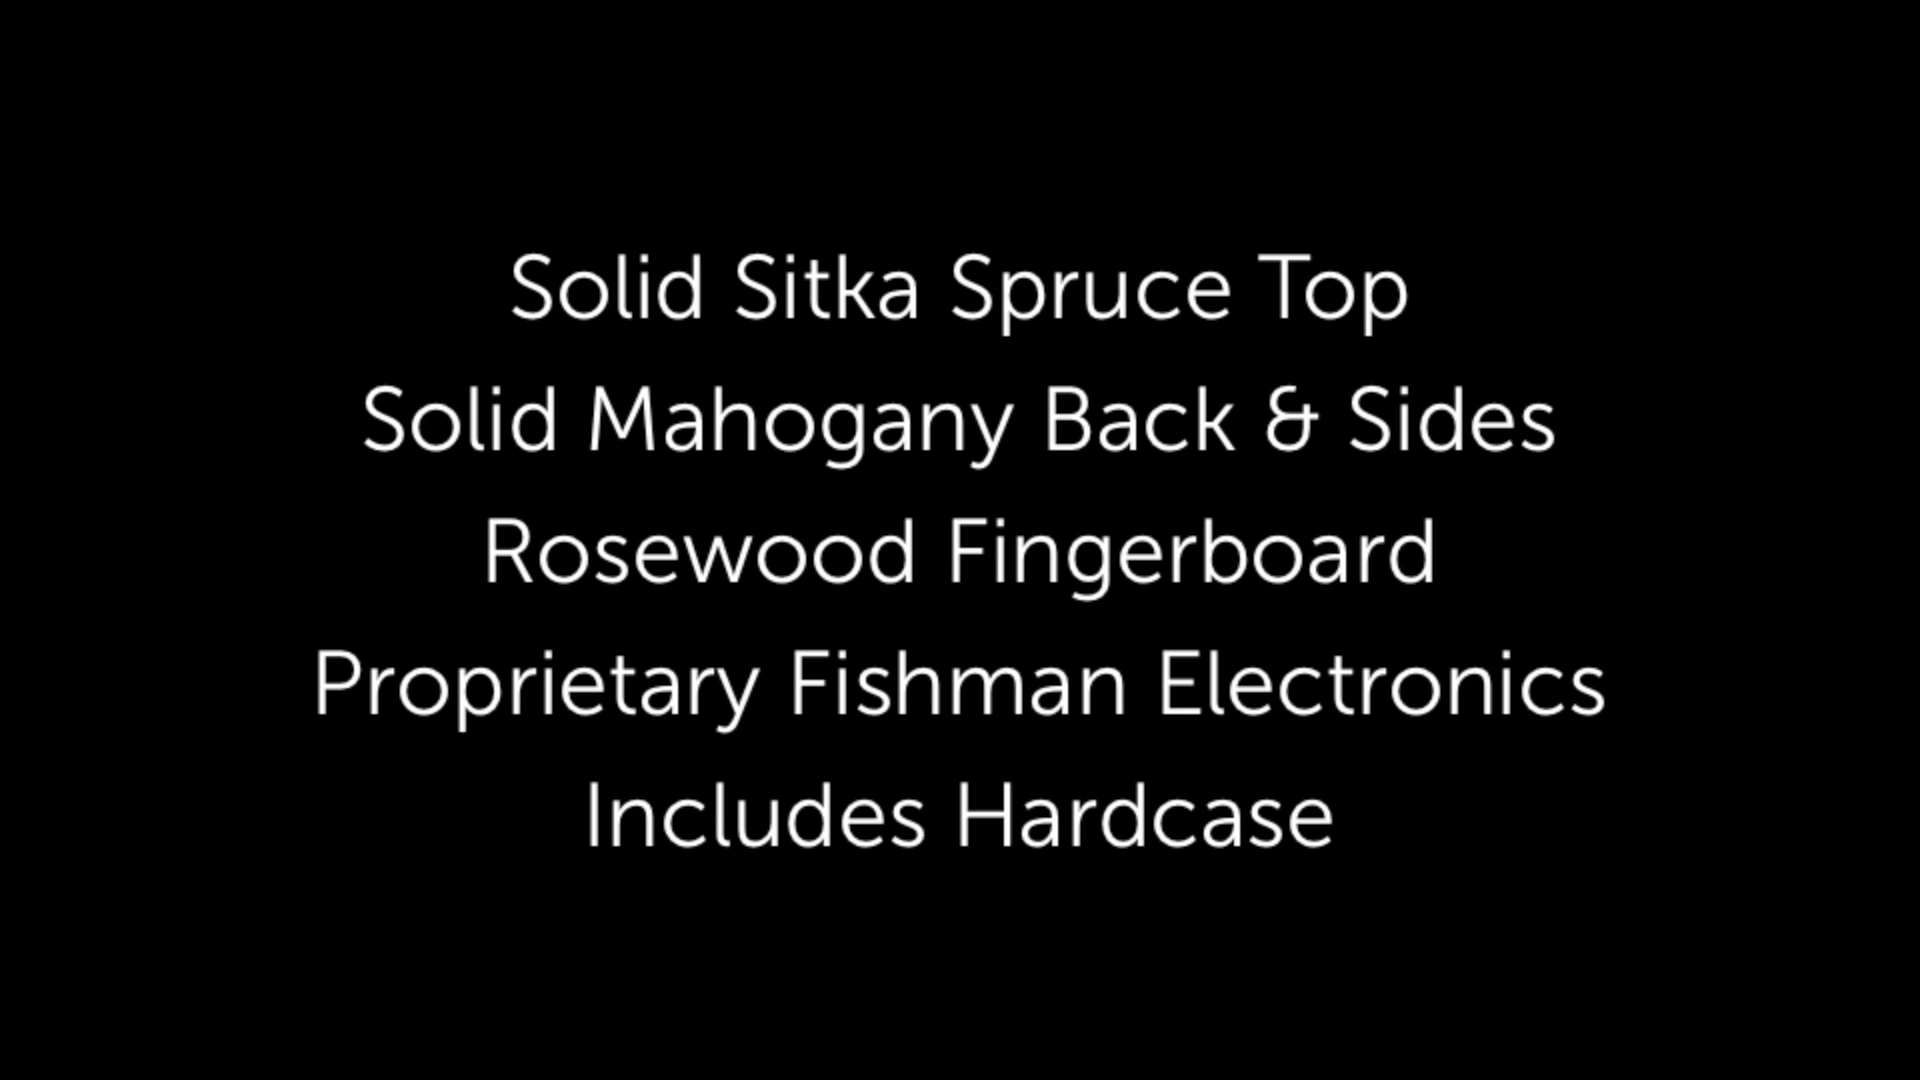 Solid Sitka Spruce Top
Solid Mahogany Back & Sides
Rosewood Fingerboard
Proprietary Fishman Electronics
Includes Hardcase